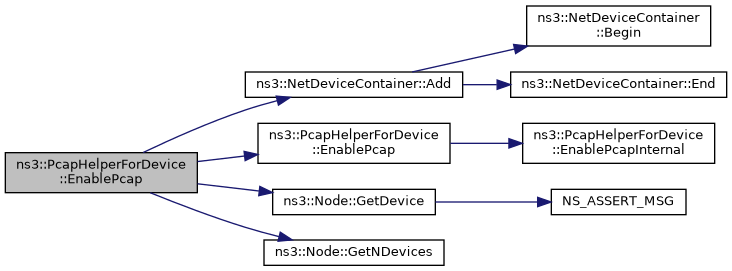 ns3::NetDeviceContainer
::Begin
ns3::NetDeviceContainer::Add
ns3::NetDeviceContainer::End
ns3::PcapHelperForDevice
::EnablePcap
ns3::PcapHelperForDevice
::EnablePcapInternal
ns3::PcapHelperForDevice
::EnablePcap
ns3::Node::GetDevice
NS_ASSERT_MSG
ns3::Node::GetNDevices